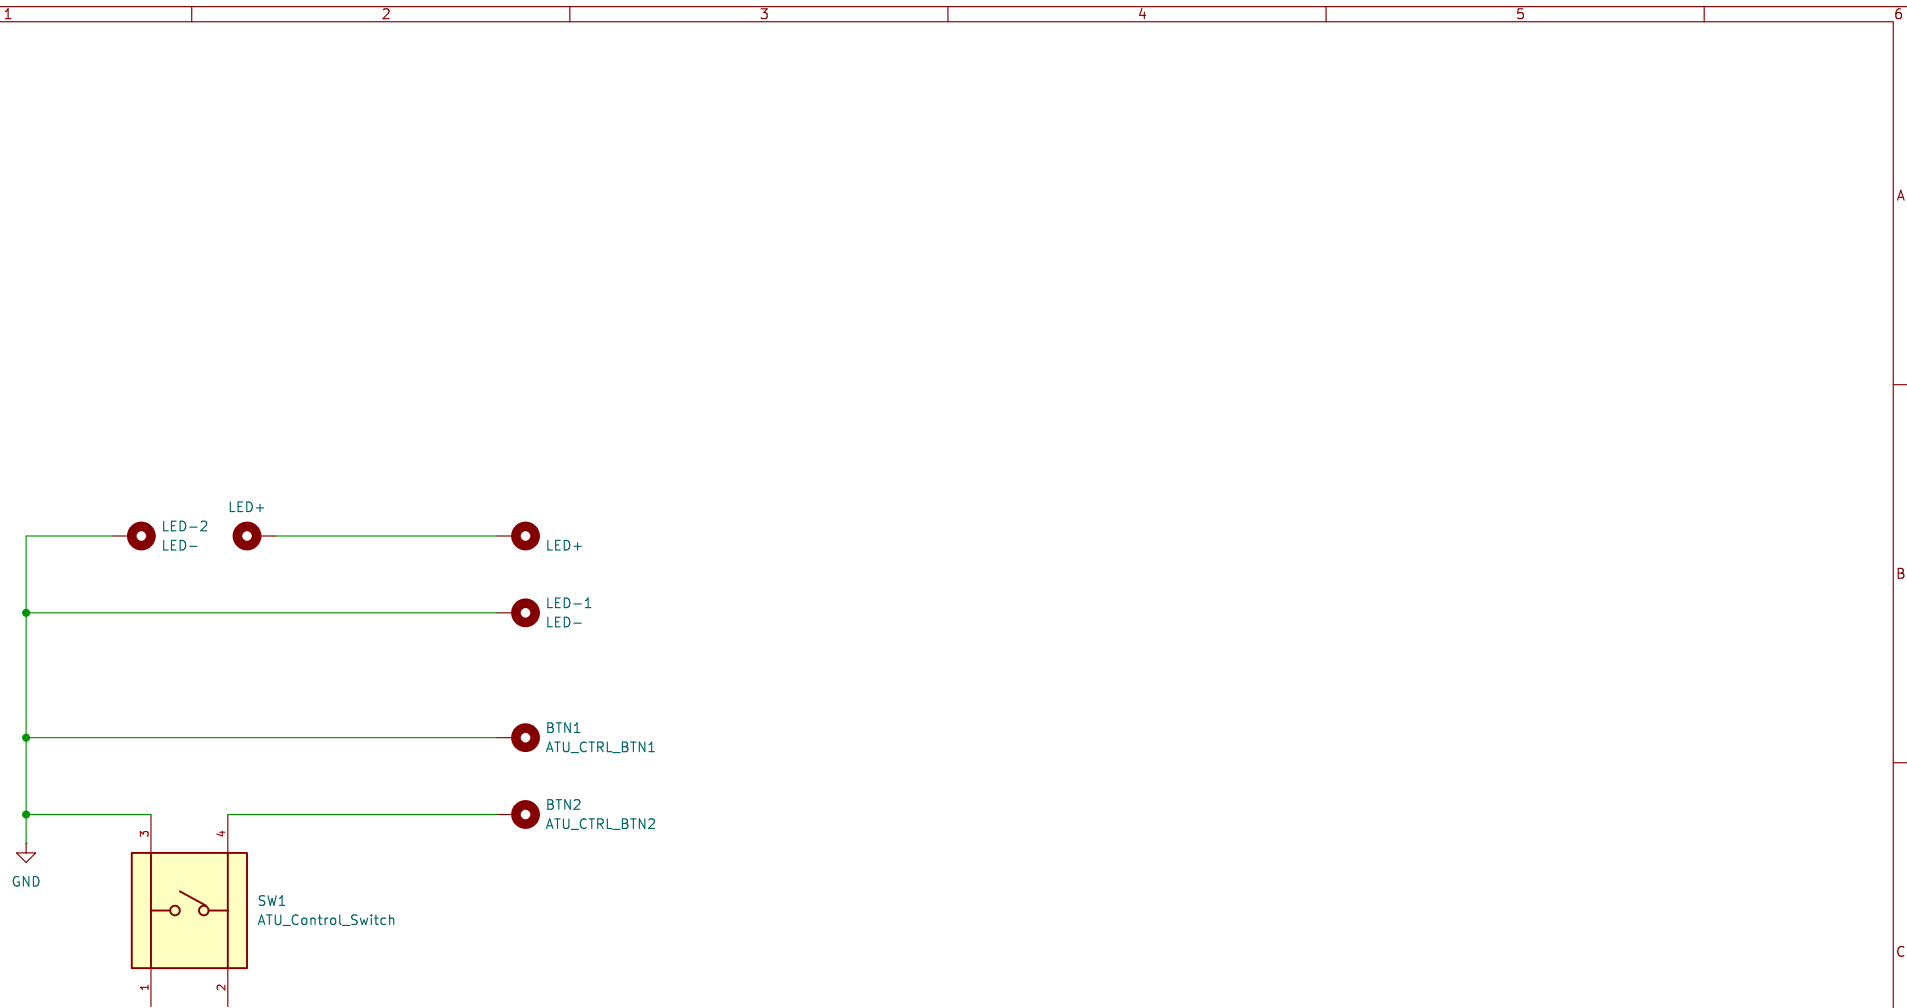 1 2 3 4 5 6
A
LED+
LED-2
LED-
LED+
B
LED-1
LED-
BTN1
ATU_CTRL_BTN1
BTN2
ATU_CTRL_BTN2
3 4
GND
SW1
ATU_Control_Switch
C
1 2